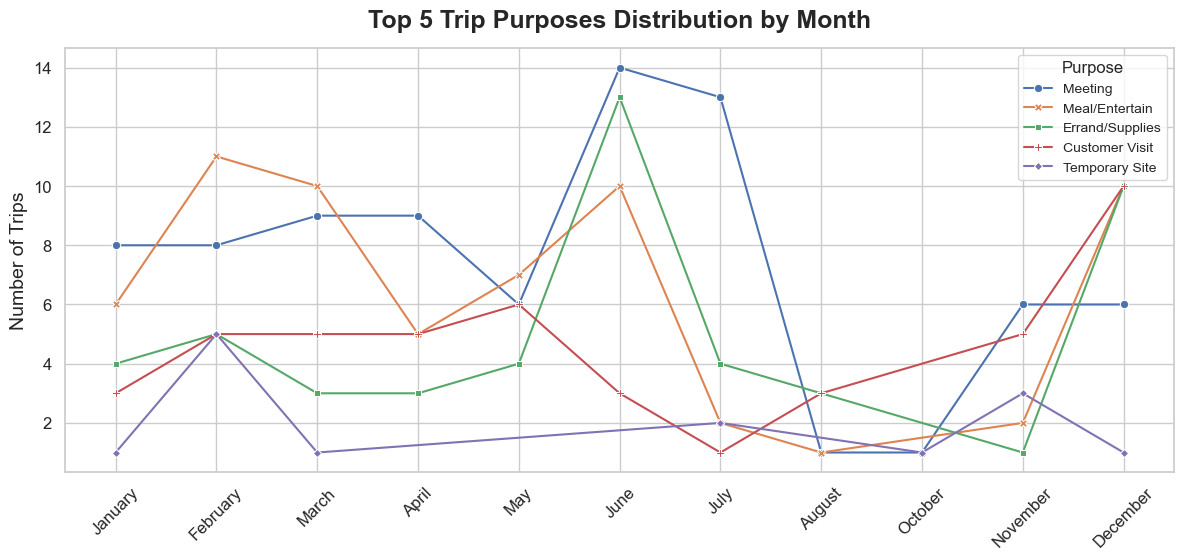 Top 5 Trip Purposes Distribution by Month
Number of Trips
14
12
10
8
6
4
2
Purpose
Meeting
Meal/Entertain
Errand/Supplies
Customer Visit
Temporary Site
January
February
March
April
May
June
July
August
October
November
December